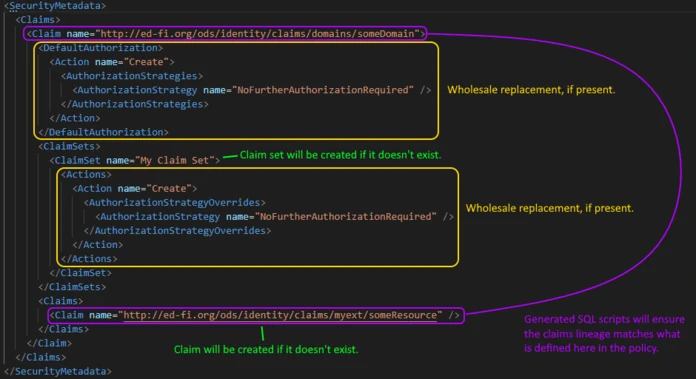 <SecurityMetadata>
<Claims>
<Claim name="http://ed-fi.org/ods/identity/claims/domains/someDomain">
<DefaultAuthorization>
<Action name="Create">
<AuthorizationStrategies>
<AuthorizationStrategy name="NoFurtherAuthorizationRequired" />
Wholesale replacement, if present.
</AuthorizationStrategies>
</Action>
</DefaultAuthorization>
<ClaimSets>
<ClaimSet name="My Claim Set">
Claim set will be created if it doesn't exist.
<Actions>
<Action name="Create">
<AuthorizationStrategyOverrides>
<AuthorizationStrategy name="NoFurtherAuthorizationRequired" />
Wholesale replacement, if present.
</AuthorizationStrategyOverrides>
</Action>
</Actions>
</ClaimSet>
</ClaimSets>
<Claims>
<Claim name="http://ed-fi.org/ods/identity/claims/myext/someResource" />
</Claims>
</Claim>
</Claims>
</SecurityMetadata>
Claim will be created if it doesn't exist.
Generated SQL scripts will ensure
the claims lineage matches what
is defined here in the policy.